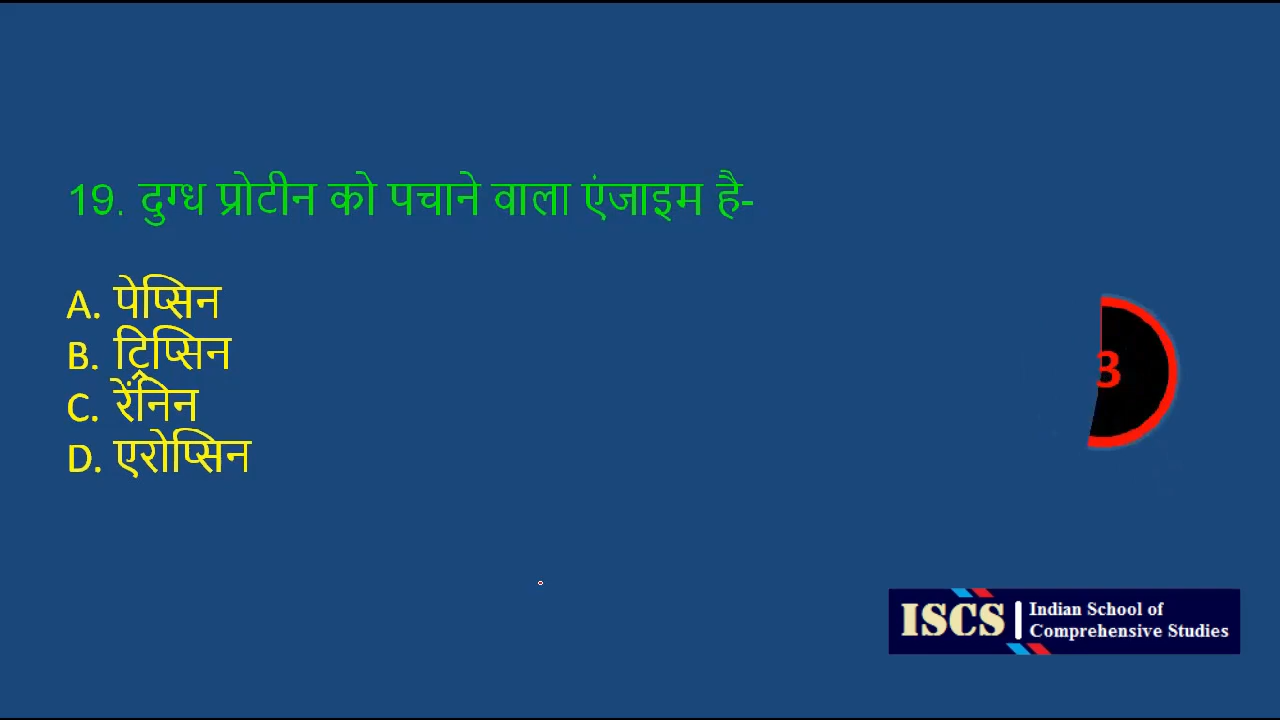 19. दुग्ध प्रोटीन को पचाने वाला एंजाइम है-
A. पेप्सिन
B. ट्रिप्सिन
C. रेंनिन
D. एरोप्सिन
3
ISCS
Indian School of
Comprehensive Studies